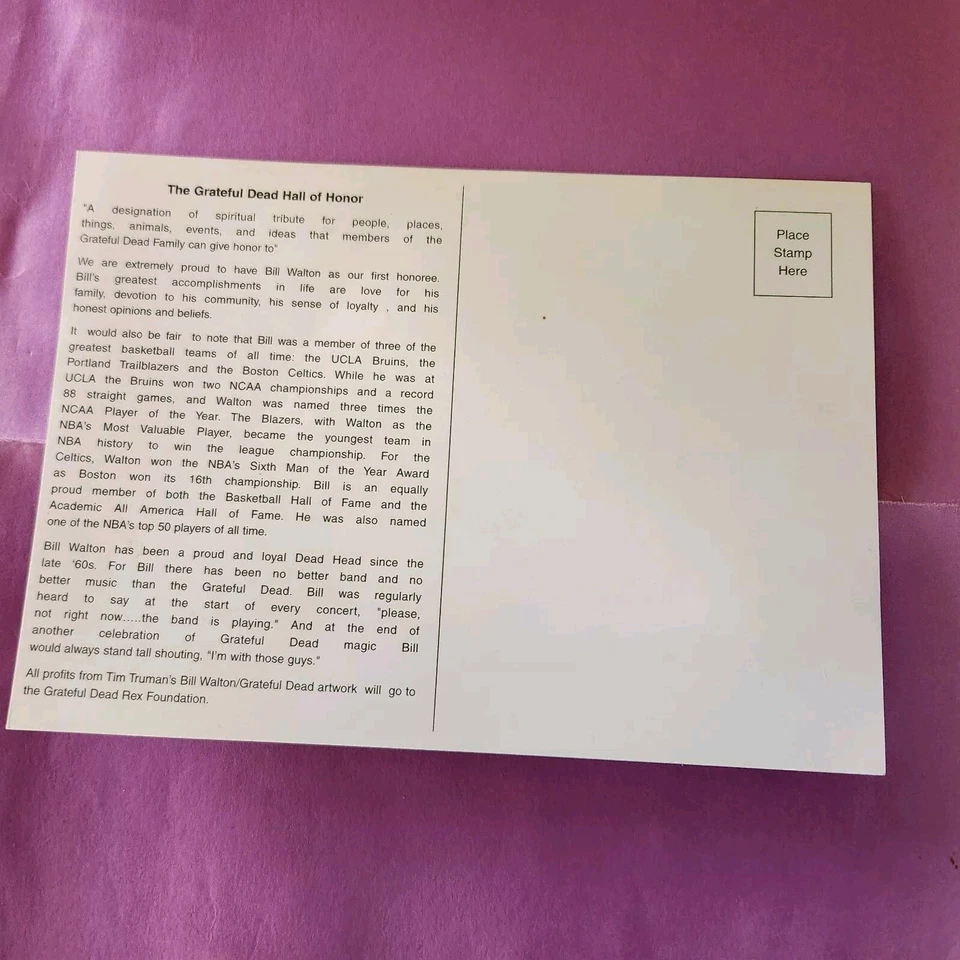 The Grateful Dead Hall of Honor
"A designation of spiritual tribute for people, places,
things, animals, events, and ideas that members of the
Grateful Dead Family can give honor to"
We are extremely proud to have Bill Walton as our first honoree.
Bill's greatest accomplishments in life are love for his
family, devotion to his community, his sense of loyalty , and his
honest opinions and beliefs.
It would also be fair to note that Bill was a member of three of the
greatest basketball teams of all time: the UCLA Bruins, the
Portland Trailblazers and the Boston Celtics. While he was at
UCLA the Bruins won two NCAA championships and a record
88 straight games, and Walton was named three times the
NCAA Player of the Year. The Blazers, with Walton as the
NBA's Most Valuable Player, became the youngest team in
NBA history to win the league championship. For the
Celtics, Walton won the NBA's Sixth Man of the Year Award
as Boston won its 16th championship. Bill is an equally
proud member of both the Basketball Hall of Fame and the
Academic All America Hall of Fame. He was also named
one of the NBA's top 50 players of all time.
Bill Walton has been a proud and loyal Dead Head since the
late '60s. For Bill there has been no better band and no
better music than the Grateful Dead. Bill was regularly
heard to say at the start of every concert, "please,
not right now.....the band is playing." And at the end of
another celebration of Grateful Dead magic Bill
would always stand tall shouting, "I'm with those guys."
All profits from Tim Truman's Bill Walton/Grateful Dead artwork will go to
the Grateful Dead Rex Foundation.
Place
Stamp
Here